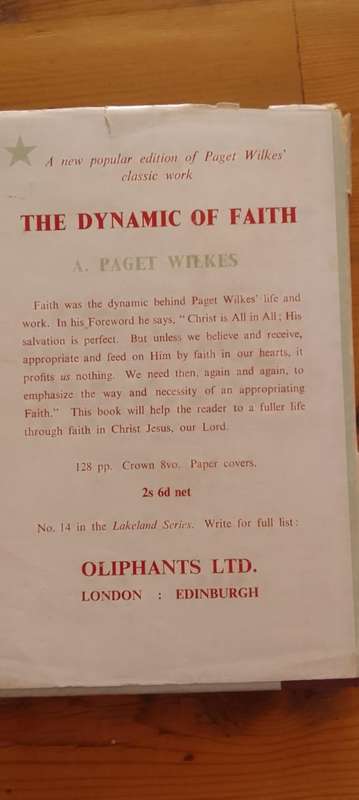 A new popular edition of Paget Wilkes'
classic work
THE DYNAMIC OF FAITH
A. PAGET WILKES
Faith was the dynamic behind Paget Wilkes' life and
work. In his Foreword he says, "Christ is All in All; His
salvation is perfect. But unless we believe and receive,
appropriate and feed on Him by faith in our hearts, it
profits us nothing. We need then, again and again, to
emphasize the way and necessity of an appropriating
Faith." This book will help the reader to a fuller life
through faith in Christ Jesus, our Lord.
128 pp. Crown 8vo. Paper covers.
2s 6d net
No. 14 in the Lakeland Series. Write for full list:
OLIPHANTS LTD.
LONDON : EDINBURGH